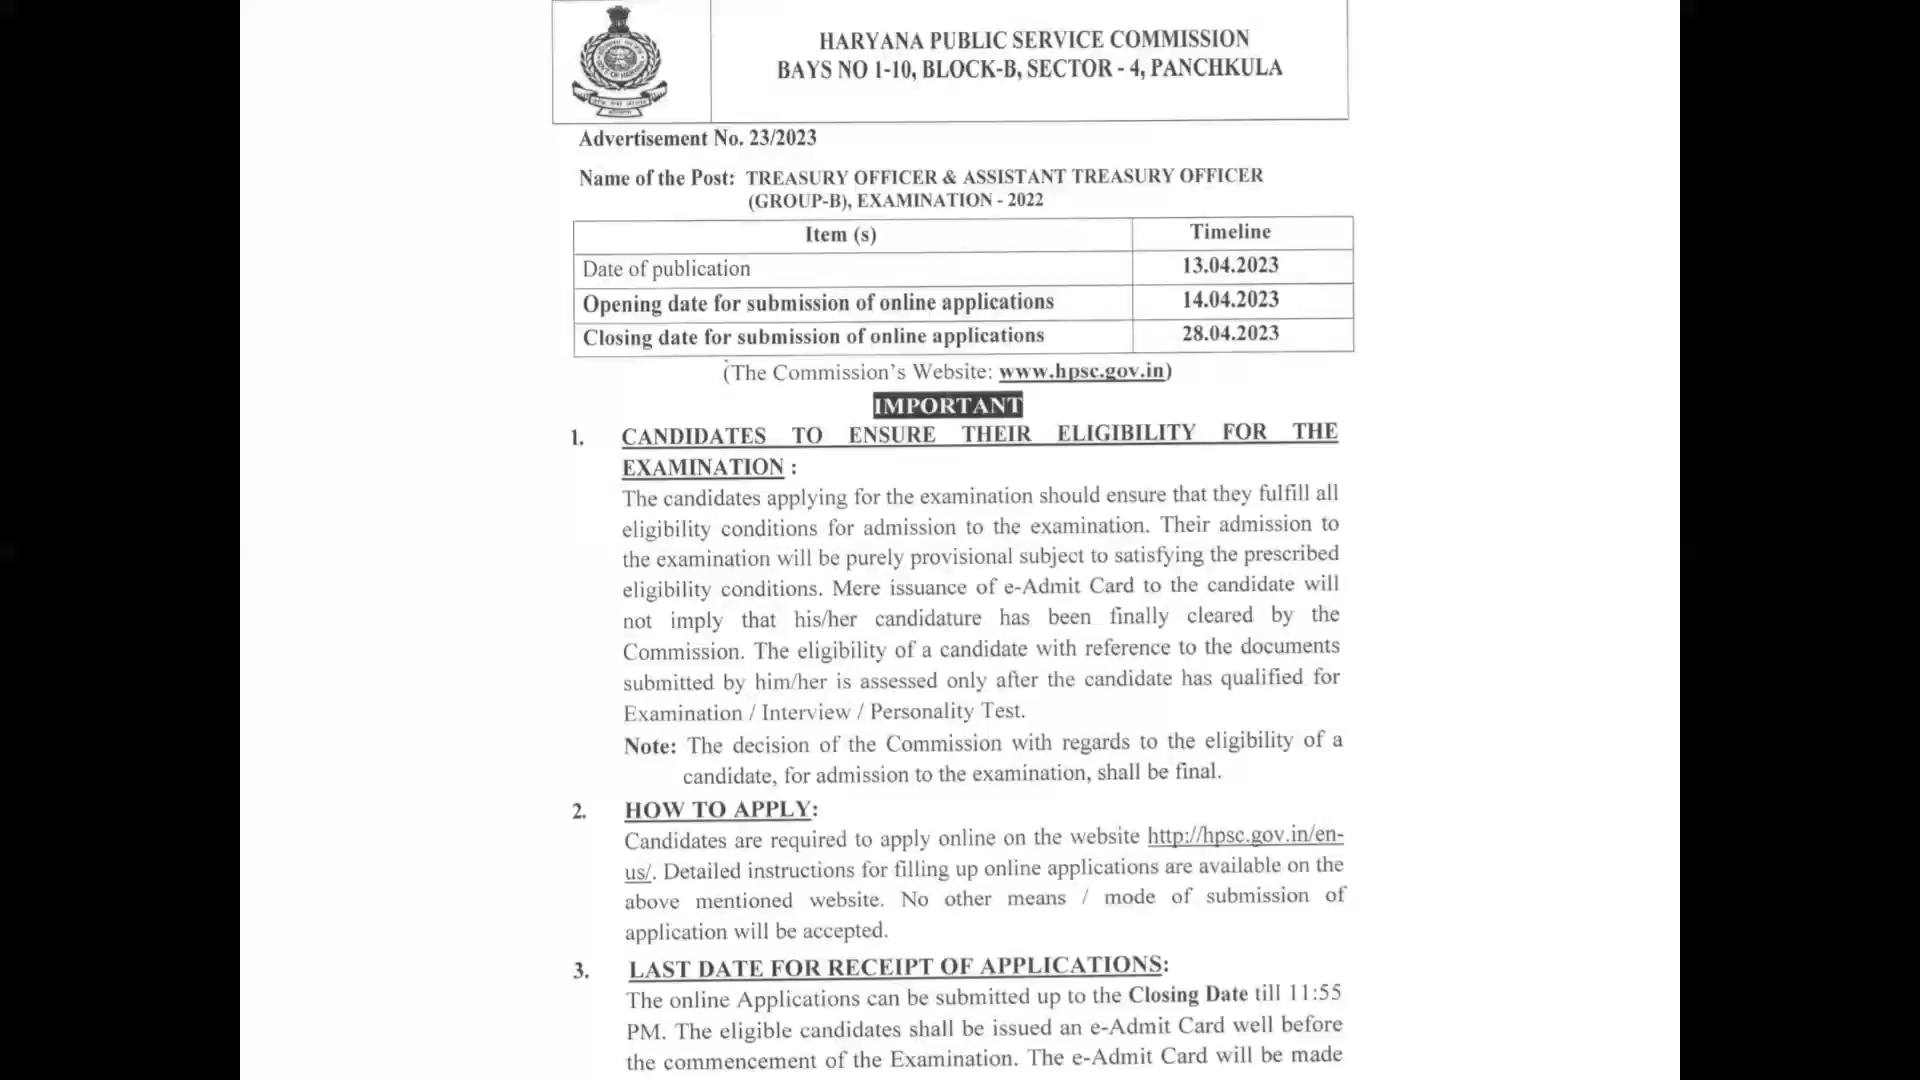 HARYANA PUBLIC SERVICE COMMISSION
BAYS NO 1-10, BLOCK-B, SECTOR - 4, PANCHKULA
Advertisement No. 23/2023
Name of the Post: TREASURY OFFICER & ASSISTANT TREASURY OFFICER
(GROUP-B), EXAMINATION - 2022
Item (s) Timeline
Date of publication 13.04.2023
Opening date for submission of online applications 14.04.2023
Closing date for submission of online applications 28.04.2023
(The Commission's Website: www.hpsc.gov.in)
IMPORTANT
1. CANDIDATES TO ENSURE THEIR ELIGIBILITY FOR THE
EXAMINATION :
The candidates applying for the examination should ensure that they fulfill all
eligibility conditions for admission to the examination. Their admission to
the examination will be purely provisional subject to satisfying the prescribed
eligibility conditions. Mere issuance of e-Admit Card to the candidate will
not imply that his/her candidature has been finally cleared by the
Commission. The eligibility of a candidate with reference to the documents
submitted by him/her is assessed only after the candidate has qualified for
Examination / Interview / Personality Test.
Note: The decision of the Commission with regards to the eligibility of a
candidate, for admission to the examination, shall be final.
2. HOW TO APPLY:
Candidates are required to apply online on the website http://hpsc.gov.in/en-
us/. Detailed instructions for filling up online applications are available on the
above mentioned website. No other means / mode of submission of
application will be accepted.
3. LAST DATE FOR RECEIPT OF APPLICATIONS:
The online Applications can be submitted up to the Closing Date till 11:55
PM. The eligible candidates shall be issued an e-Admit Card well before
the commencement of the Examination. The e-Admit Card will be made